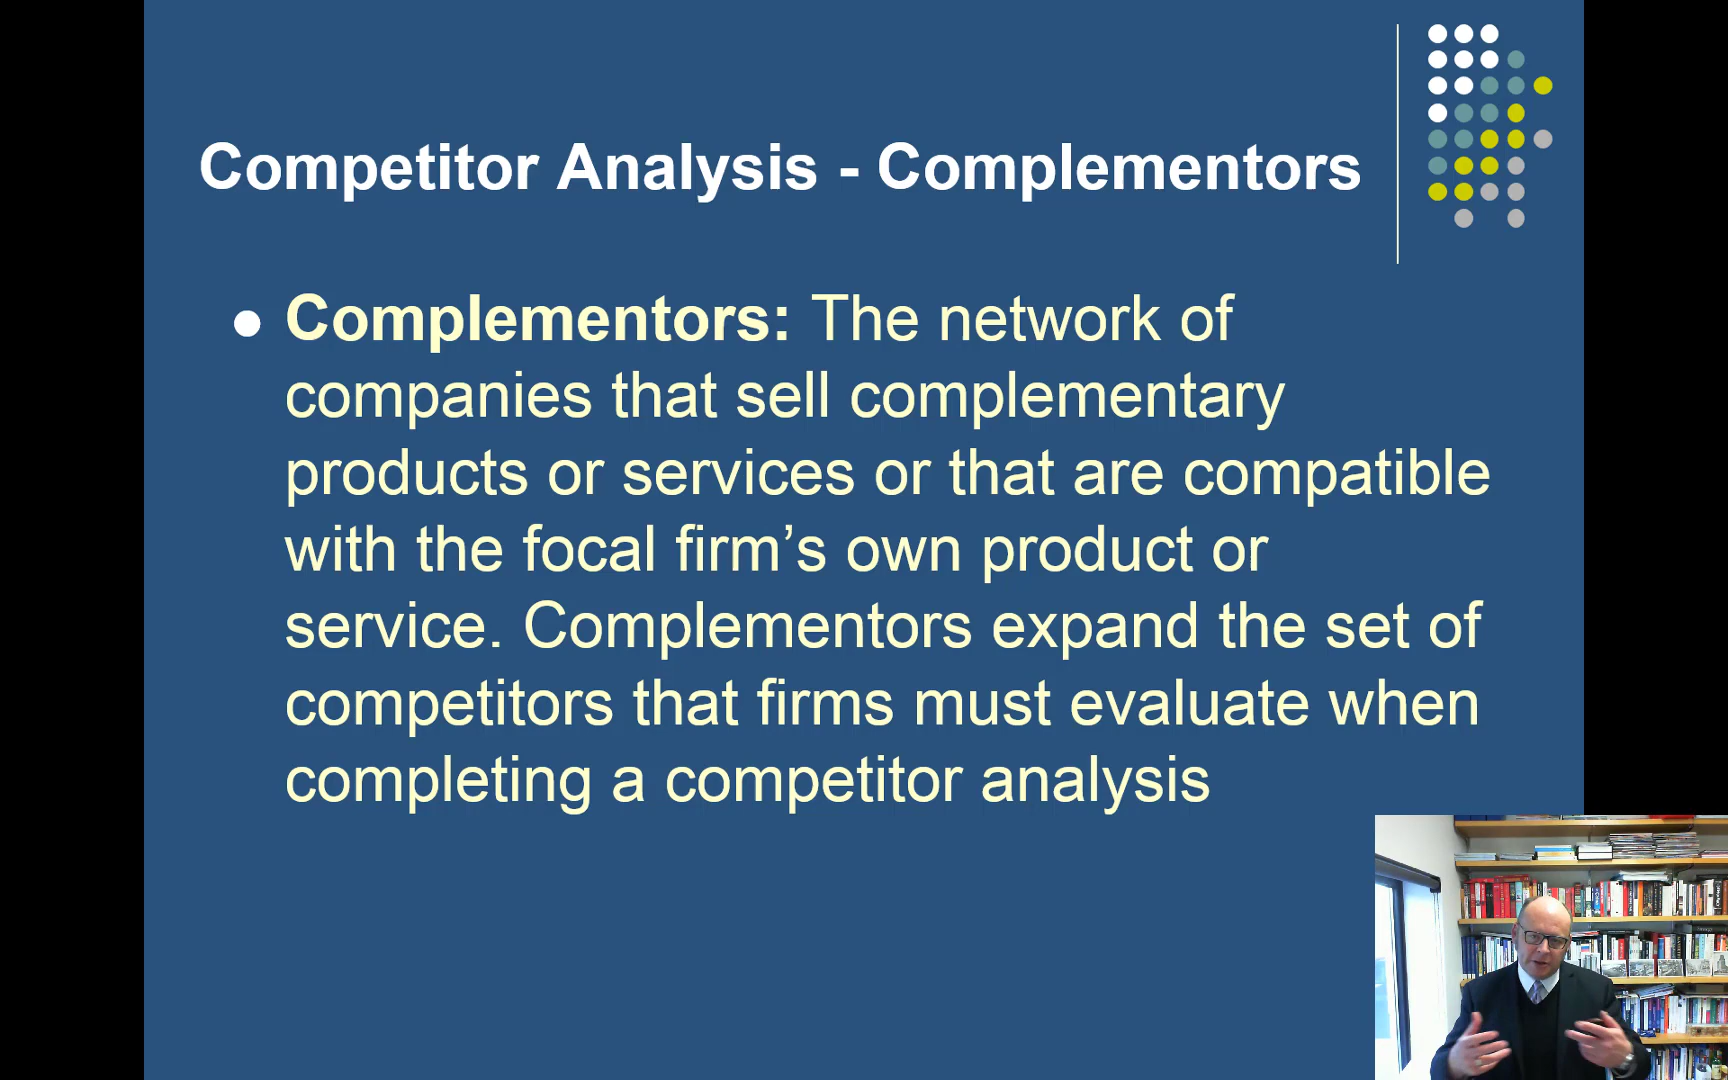 Competitor Analysis - Complementors
Complementors: The network of
companies that sell complementary
products or services or that are compatible
with the focal firm’s own product or
service. Complementors expand the set of
competitors that firms must evaluate when
completing a competitor analysis